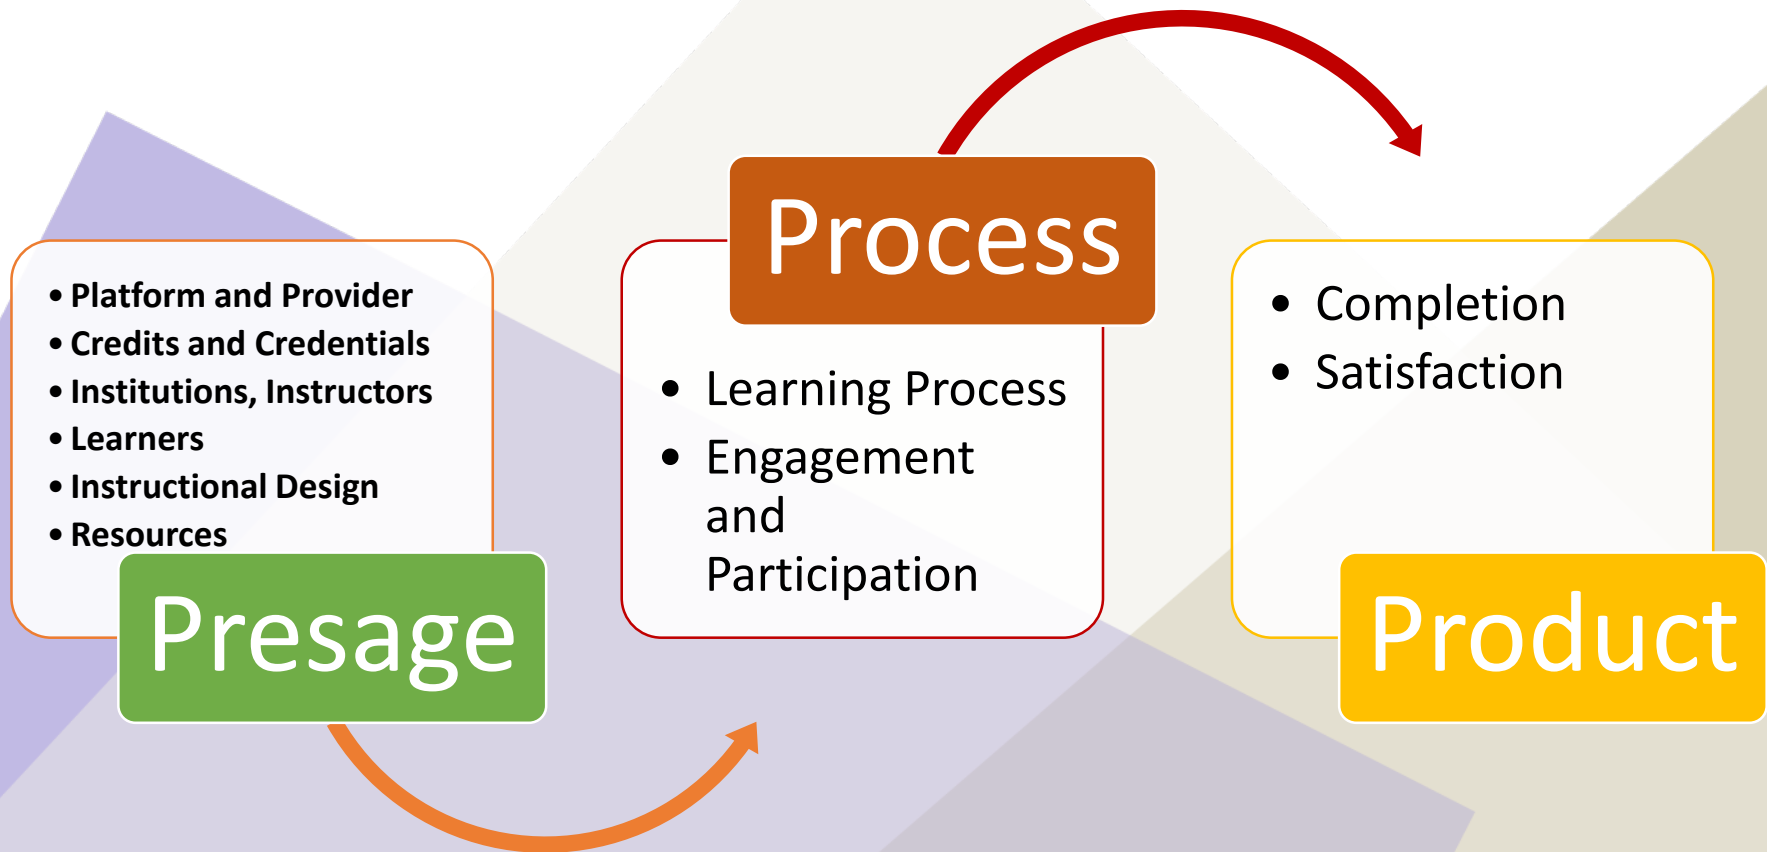 • Platform and Provider
• Credits and Credentials
• Institutions, Instructors
• Learners
• Instructional Design
• Resources
Presage
Process
• Learning Process
• Engagement
and
Participation
• Completion
• Satisfaction
Product